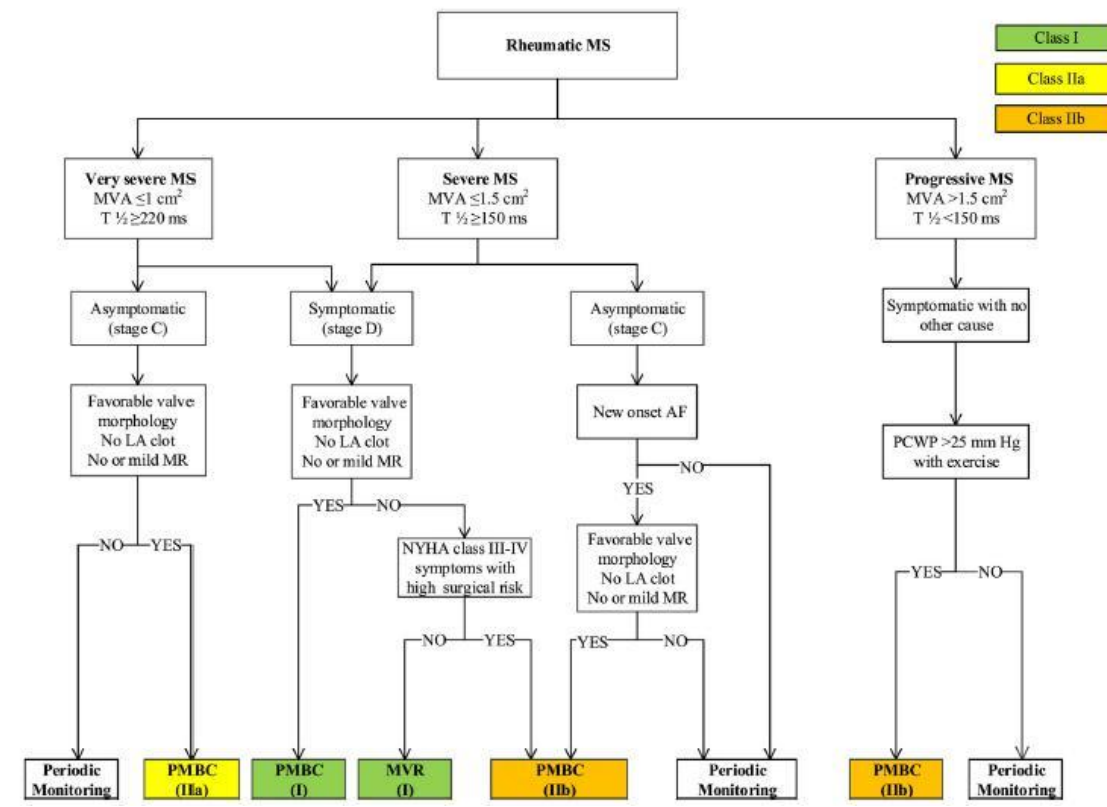 Rheumatic MS
Class I
Class IIa
Class IIb
Very severe MS
MVA ≤1 cm²
T ½ ≥220 ms
Severe MS
MVA ≤1.5 cm²
T ½ ≥150 ms
Progressive MS
MVA >1.5 cm²
T ½ <150 ms
Asymptomatic
(stage C)
Symptomatic
(stage D)
Asymptomatic
(stage C)
Symptomatic with no
other cause
Favorable valve
morphology
No LA clot
No or mild MR
Favorable valve
morphology
No LA clot
No or mild MR
New onset AF
PCWP >25 mm Hg
with exercise
NO
YES
YES
NO
NO
YES
NYHA class III-IV
symptoms with
high surgical risk
Favorable valve
morphology
No LA clot
No or mild MR
YES
NO
NO
YES
YES
NO
Periodic
Monitoring
PMBC
(IIa)
PMBC
(I)
MVR
(I)
PMBC
(IIb)
Periodic
Monitoring
PMBC
(IIb)
Periodic
Monitoring